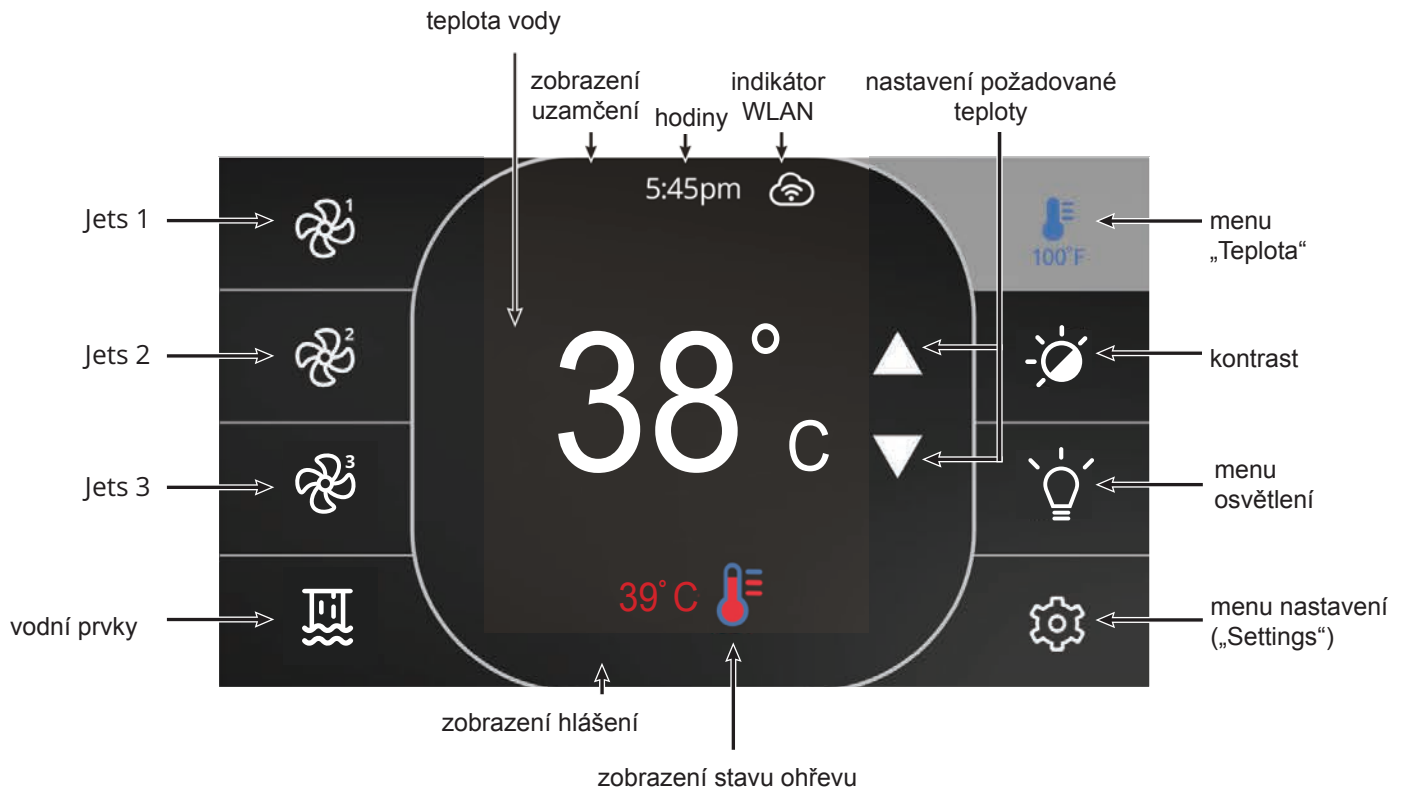 teplota vody
zobrazení
uzamčení
hodiny
indikátor
WLAN
nastavení požadované
teploty
5:45pm
Jets 1
1
100°F
menu
„Teplota“
Jets 2
2
38°C
kontrast
Jets 3
3
menu
osvětlení
39°C
vodní prvky
menu nastavení
(„Settings“)
zobrazení hlášení
zobrazení stavu ohřevu